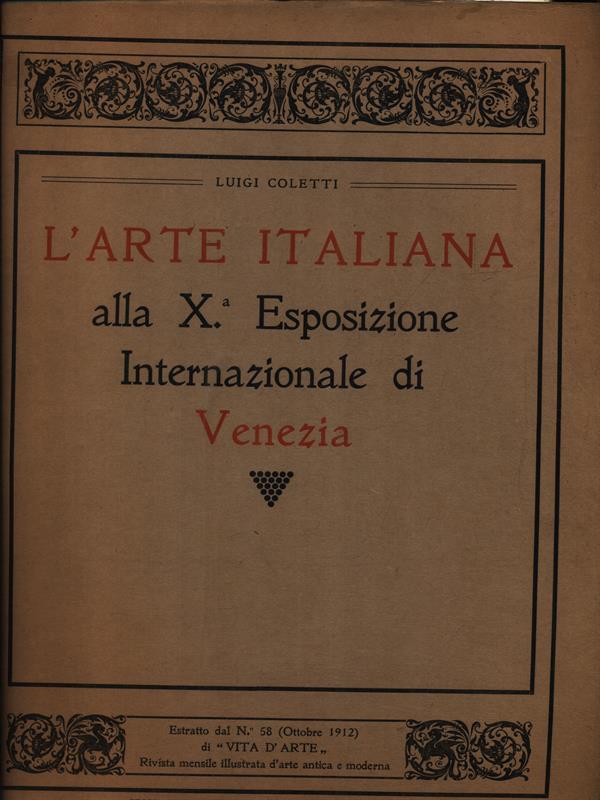 LUIGI COLETTI
L'ARTE ITALIANA
alla X.ª Esposizione
Internazionale di
Venezia
Estratto dal N.º 58 (Ottobre 1912)
di “VITA D'ARTE„
Rivista mensile illustrata d'arte antica e moderna